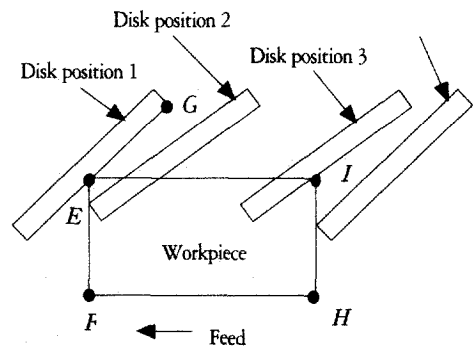 Disk position 2
Disk position 1
Disk position 3
G
E
I
Workpiece
F
H
Feed